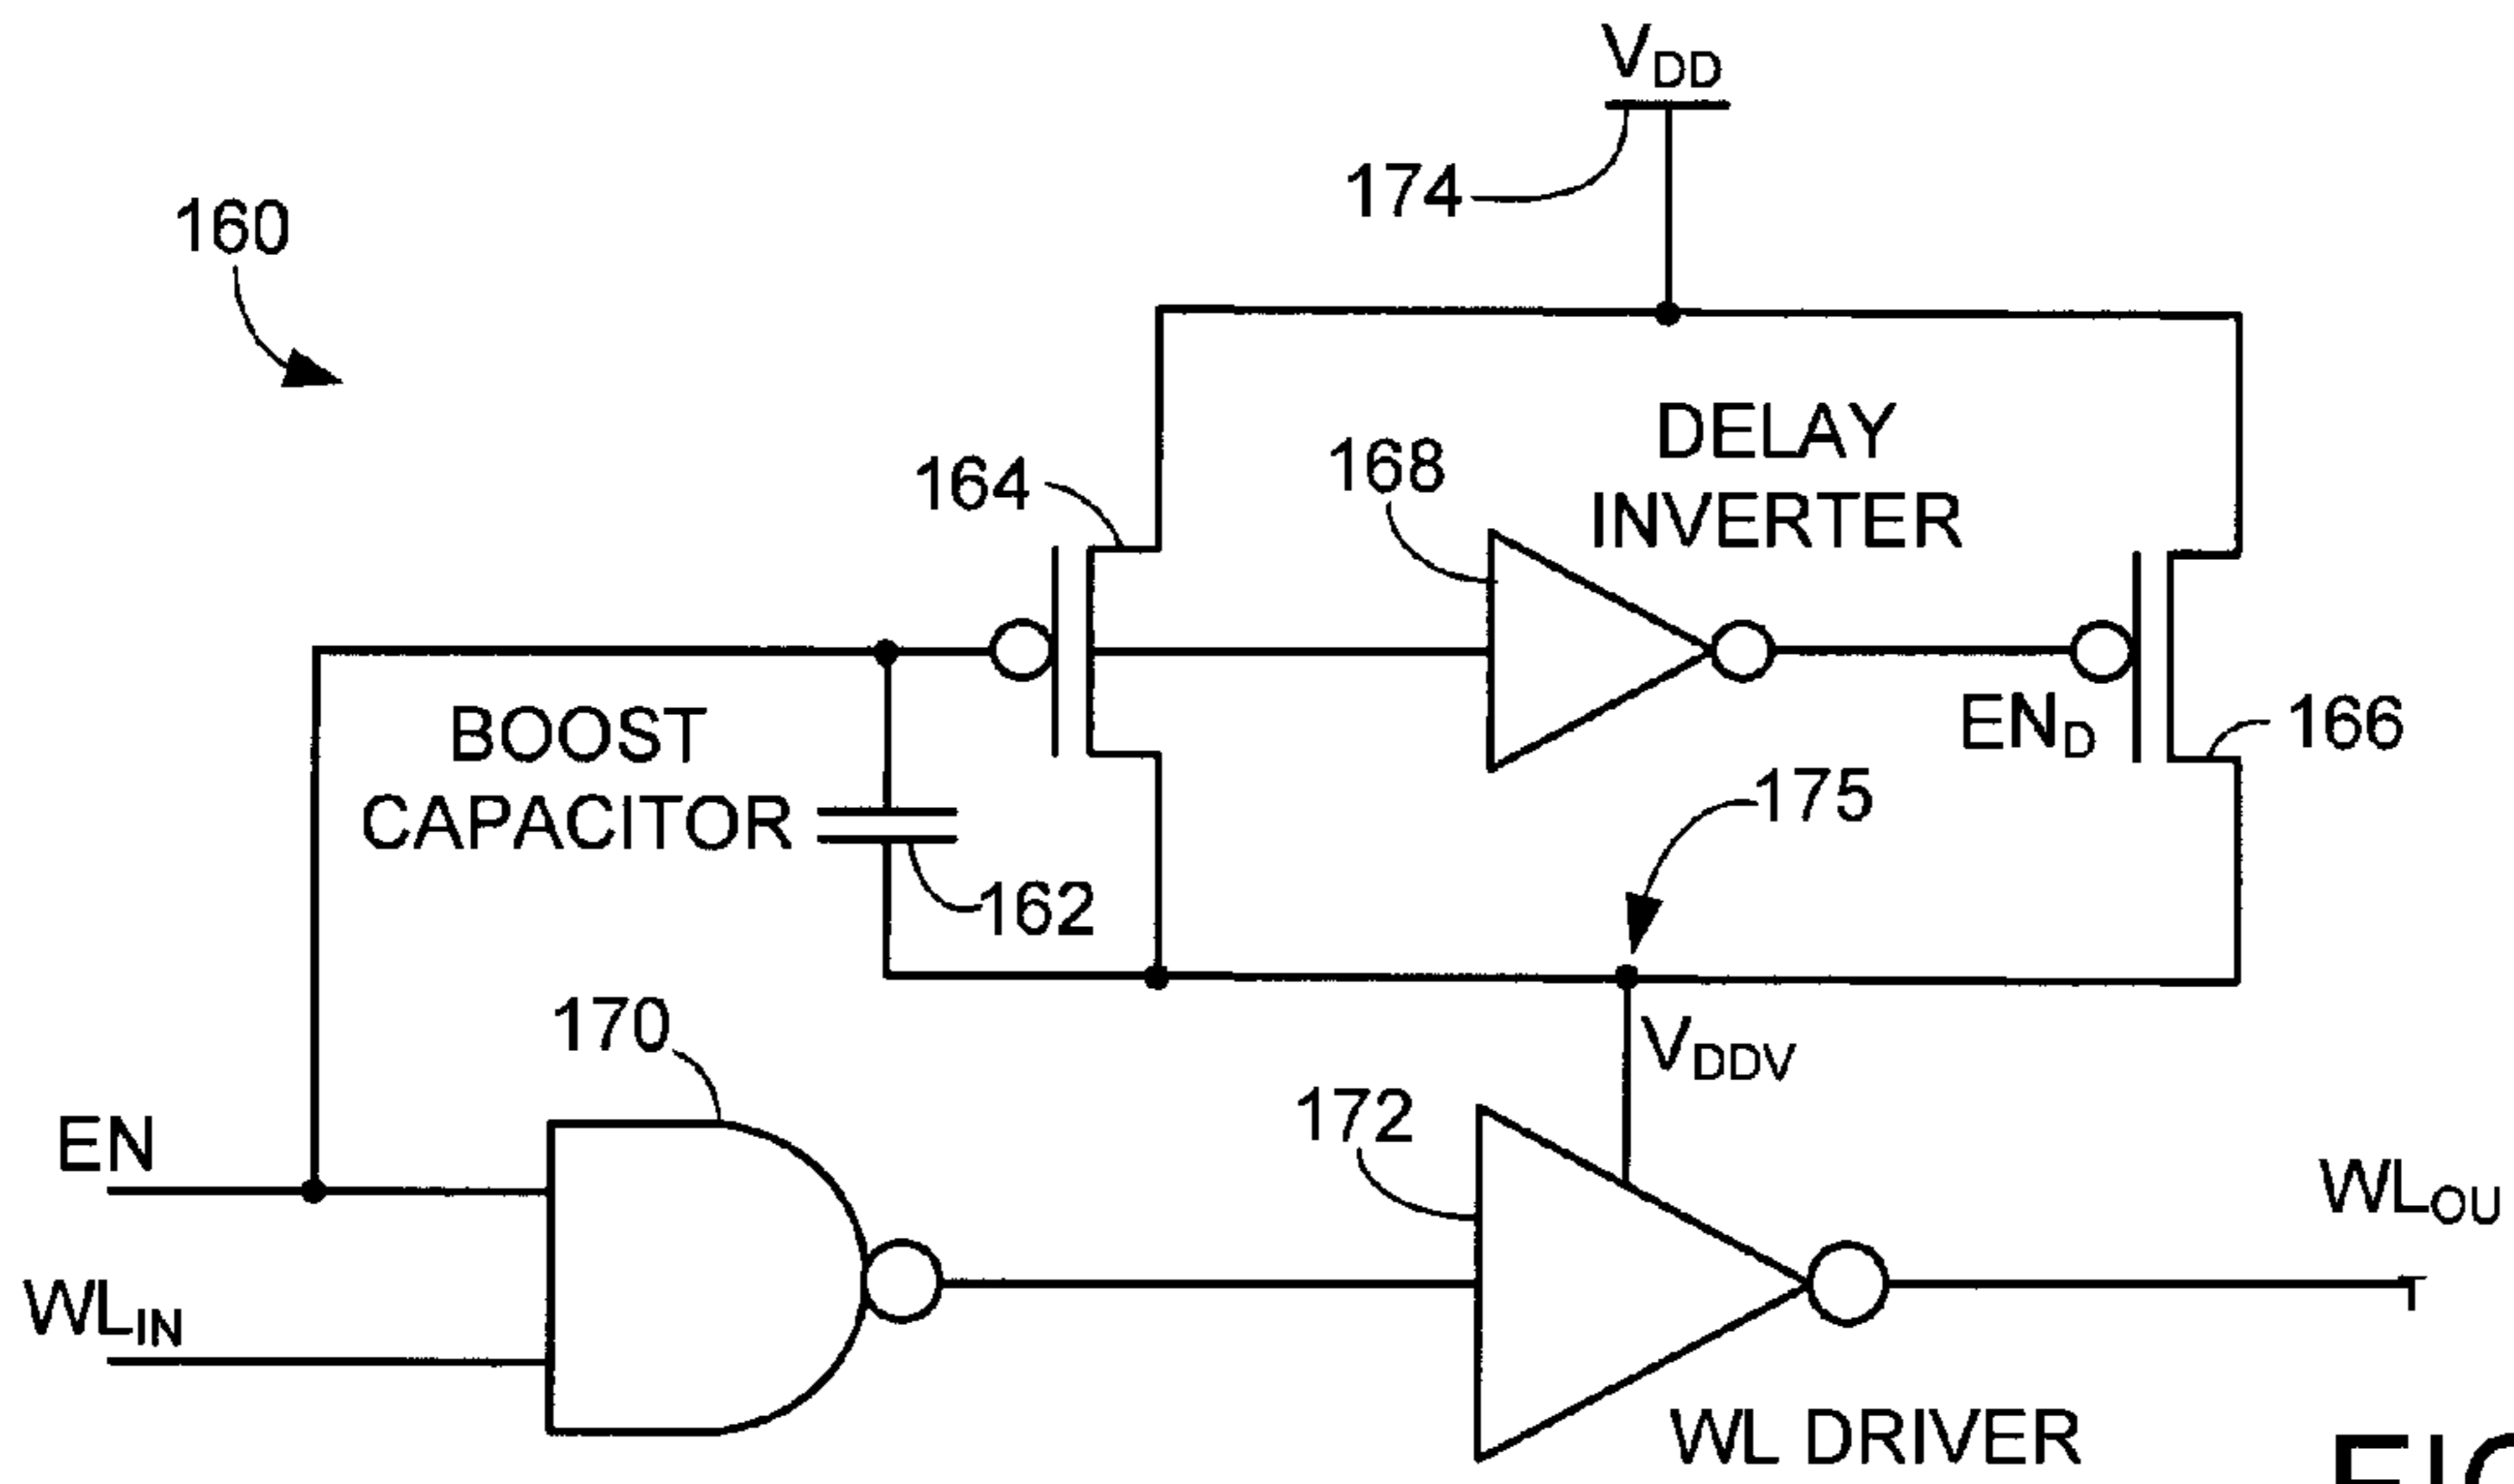 VDD
174
160
DELAY
INVERTER
164
168
BOOST
CAPACITOR
END
166
175
162
170
VDDV
EN
172
WLOU
T
WLIN
WL DRIVER